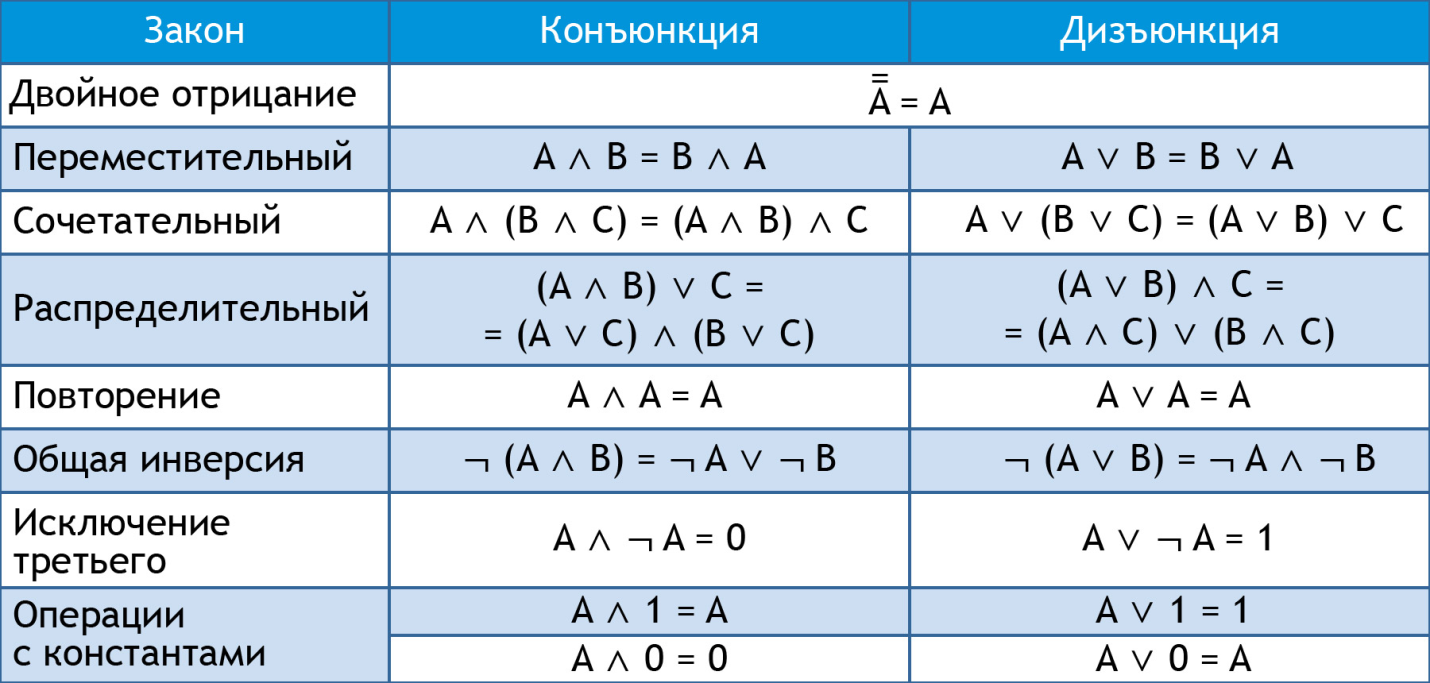 Закон Конъюнкция Дизъюнкция
Двойное отрицание A̿ = A
Переместительный A ∧ B = B ∧ A A ∨ B = B ∨ A
Сочетательный A ∧ (B ∧ C) = (A ∧ B) ∧ C A ∨ (B ∨ C) = (A ∨ B) ∨ C
Распределительный
(A ∧ B) ∨ C =
= (A ∨ C) ∧ (B ∨ C)
(A ∨ B) ∧ C =
= (A ∧ C) ∨ (B ∧ C)
Повторение A ∧ A = A A ∨ A = A
Общая инверсия ¬ (A ∧ B) = ¬ A ∨ ¬ B ¬ (A ∨ B) = ¬ A ∧ ¬ B
Исключение
третьего
A ∧ ¬ A = 0 A ∨ ¬ A = 1
Операции
с константами
A ∧ 1 = A A ∨ 1 = 1
A ∧ 0 = 0 A ∨ 0 = A